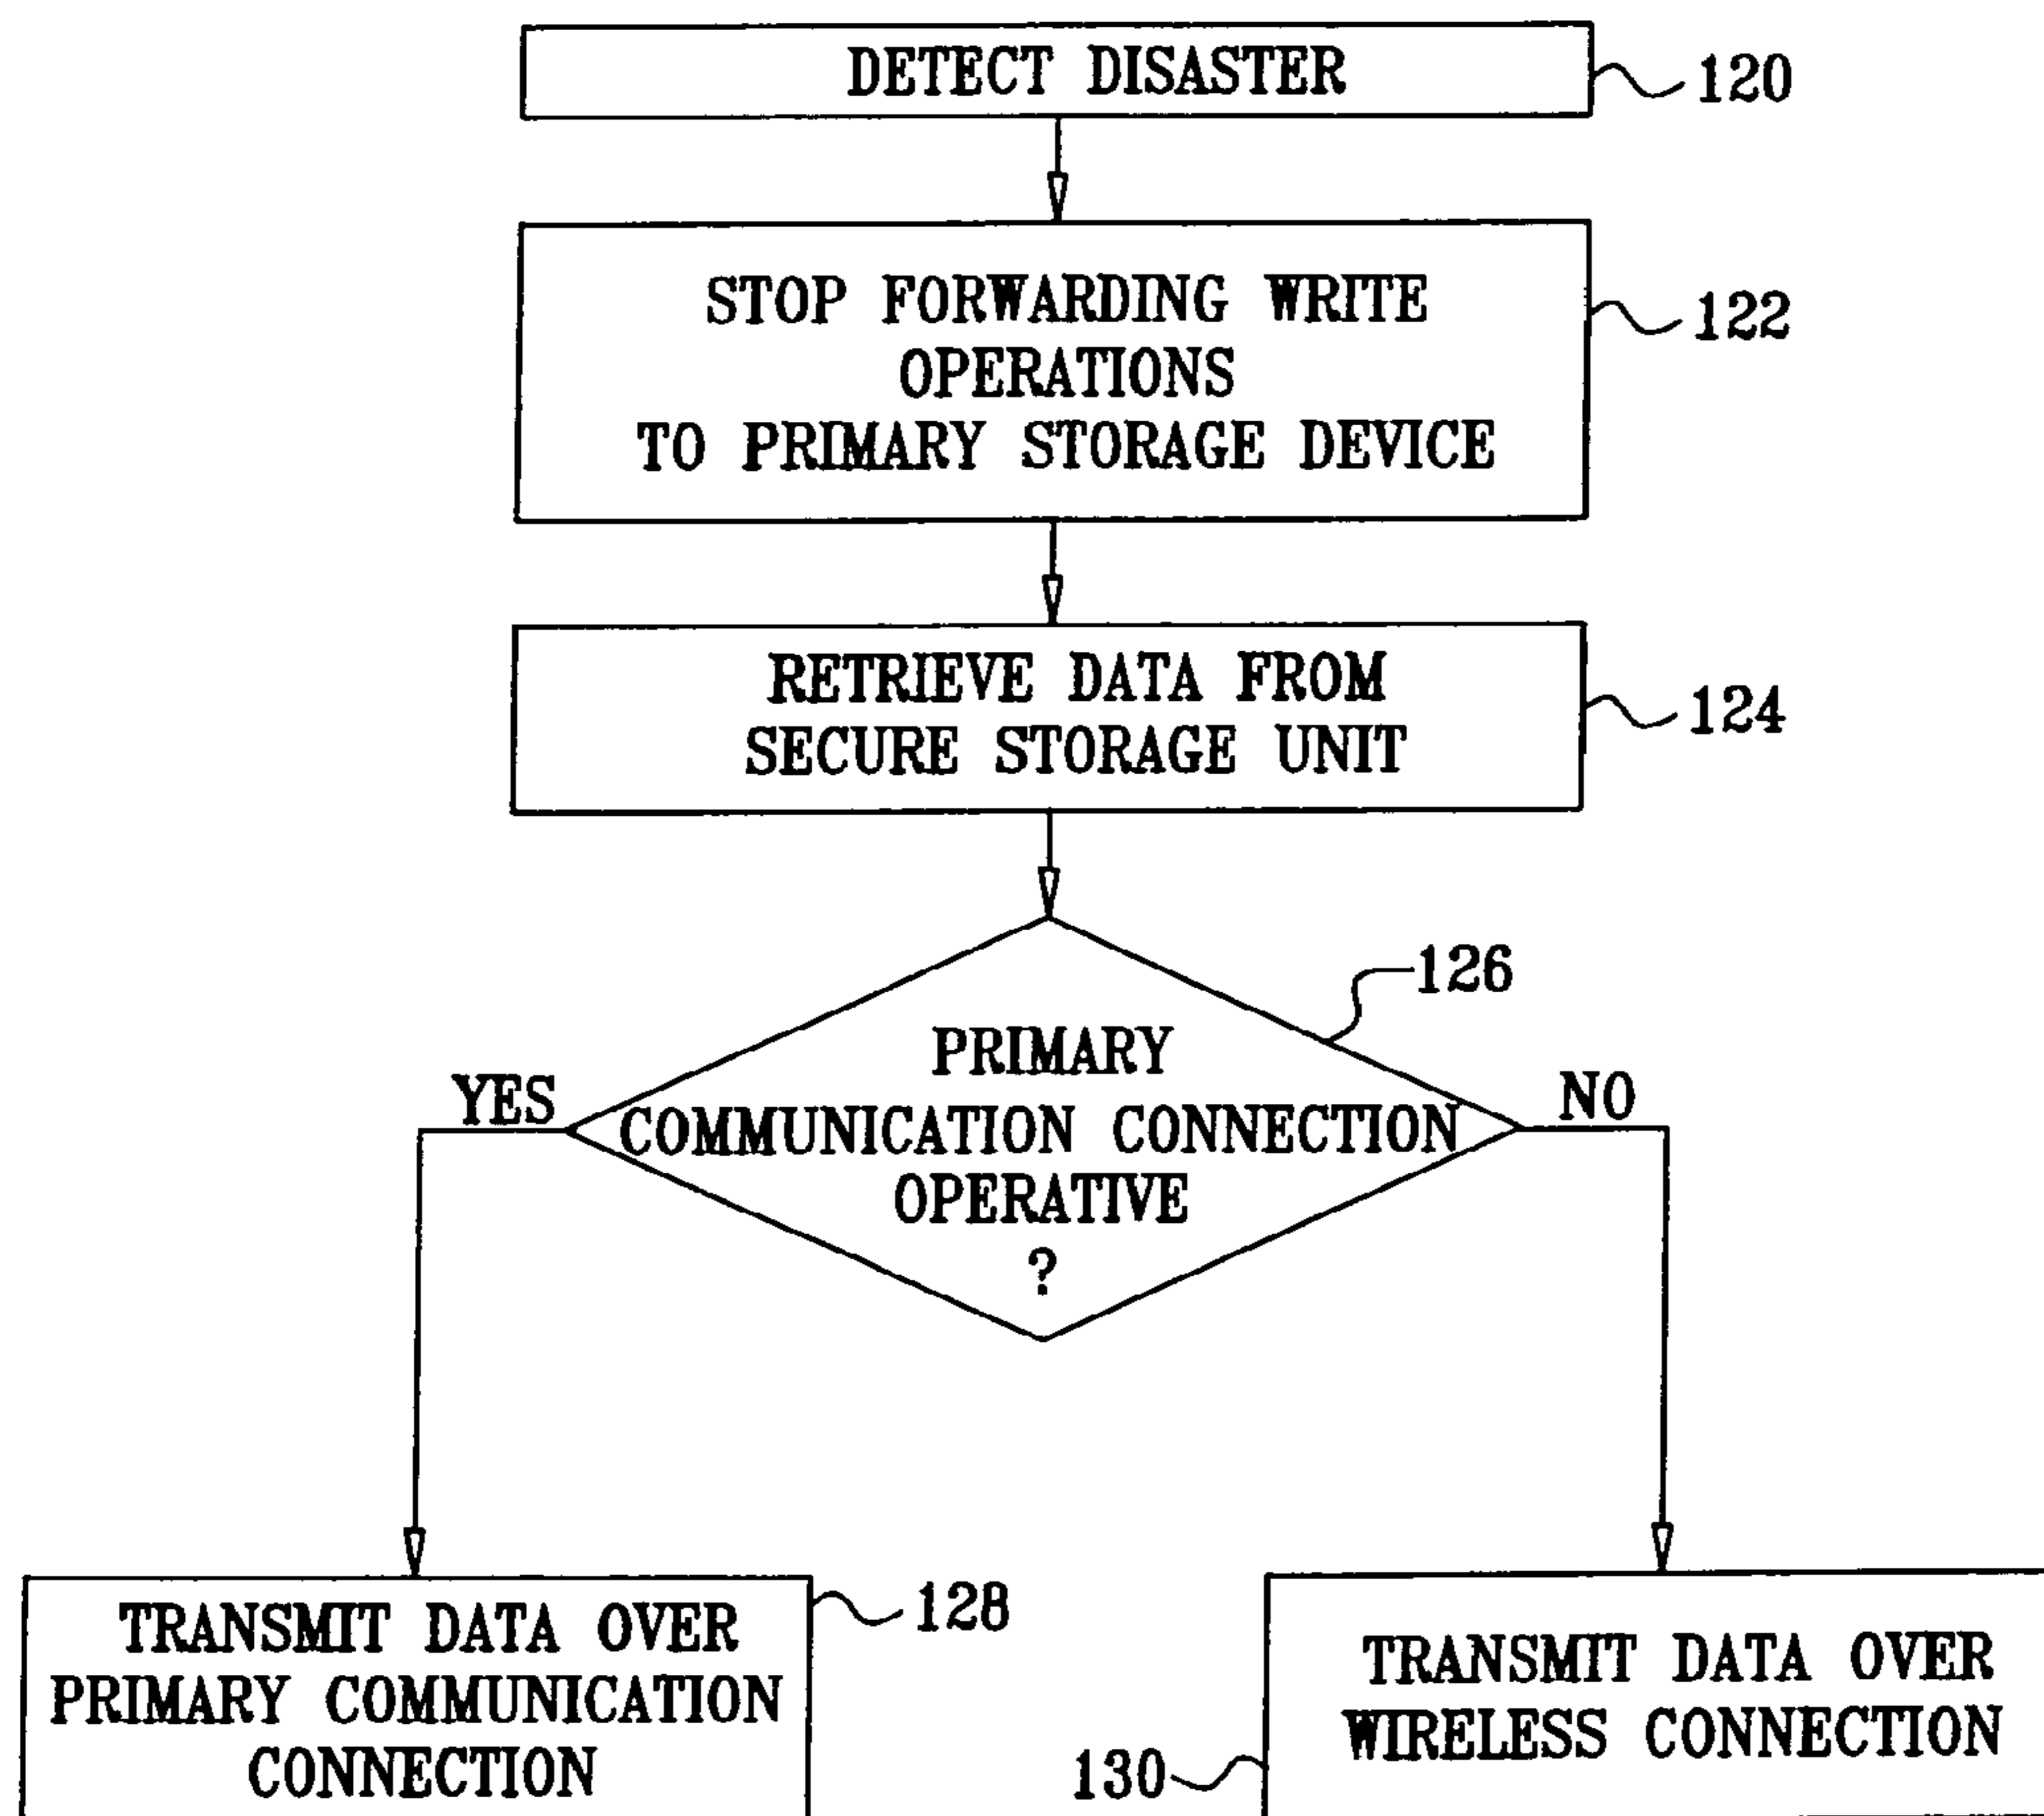 DETECT DISASTER
120
STOP FORWARDING WRITE
OPERATIONS
TO PRIMARY STORAGE DEVICE
122
RETRIEVE DATA FROM
SECURE STORAGE UNIT
124
126
PRIMARY
COMMUNICATION CONNECTION
OPERATIVE
?
YES
NO
TRANSMIT DATA OVER
PRIMARY COMMUNICATION
CONNECTION
128
TRANSMIT DATA OVER
WIRELESS CONNECTION
130